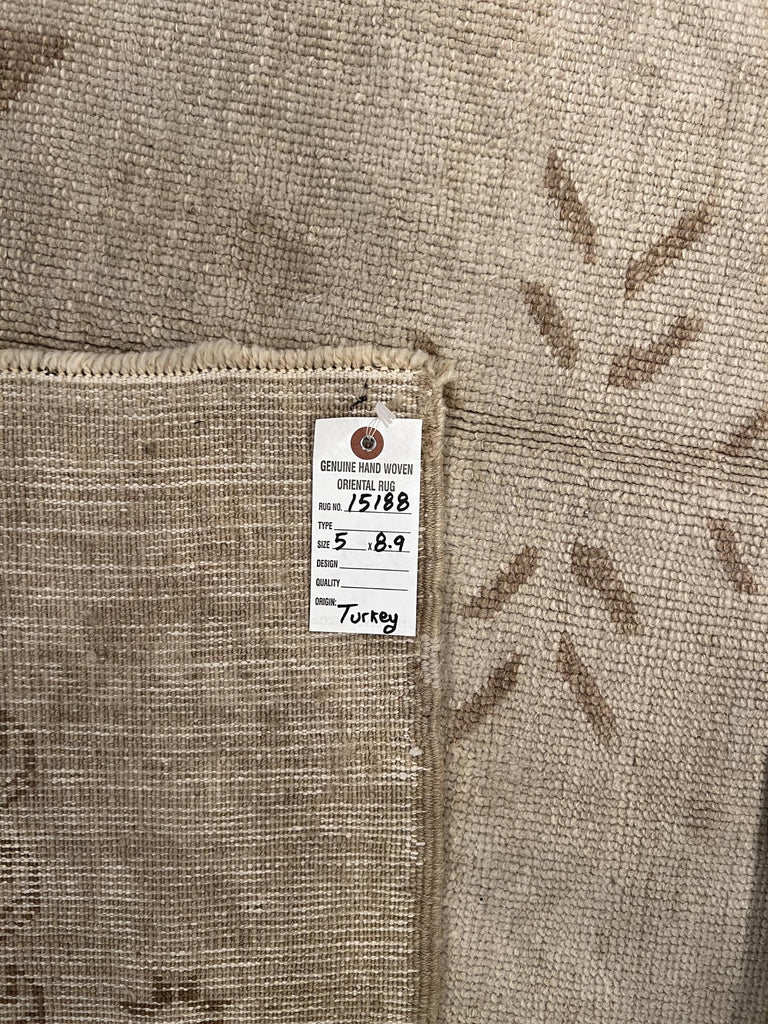 GENUINE HAND WOVEN
ORIENTAL RUG
RUG NO. 15188
TYPE
SIZE 5 x 8.9
DESIGN
QUALITY
ORIGIN: Turkey